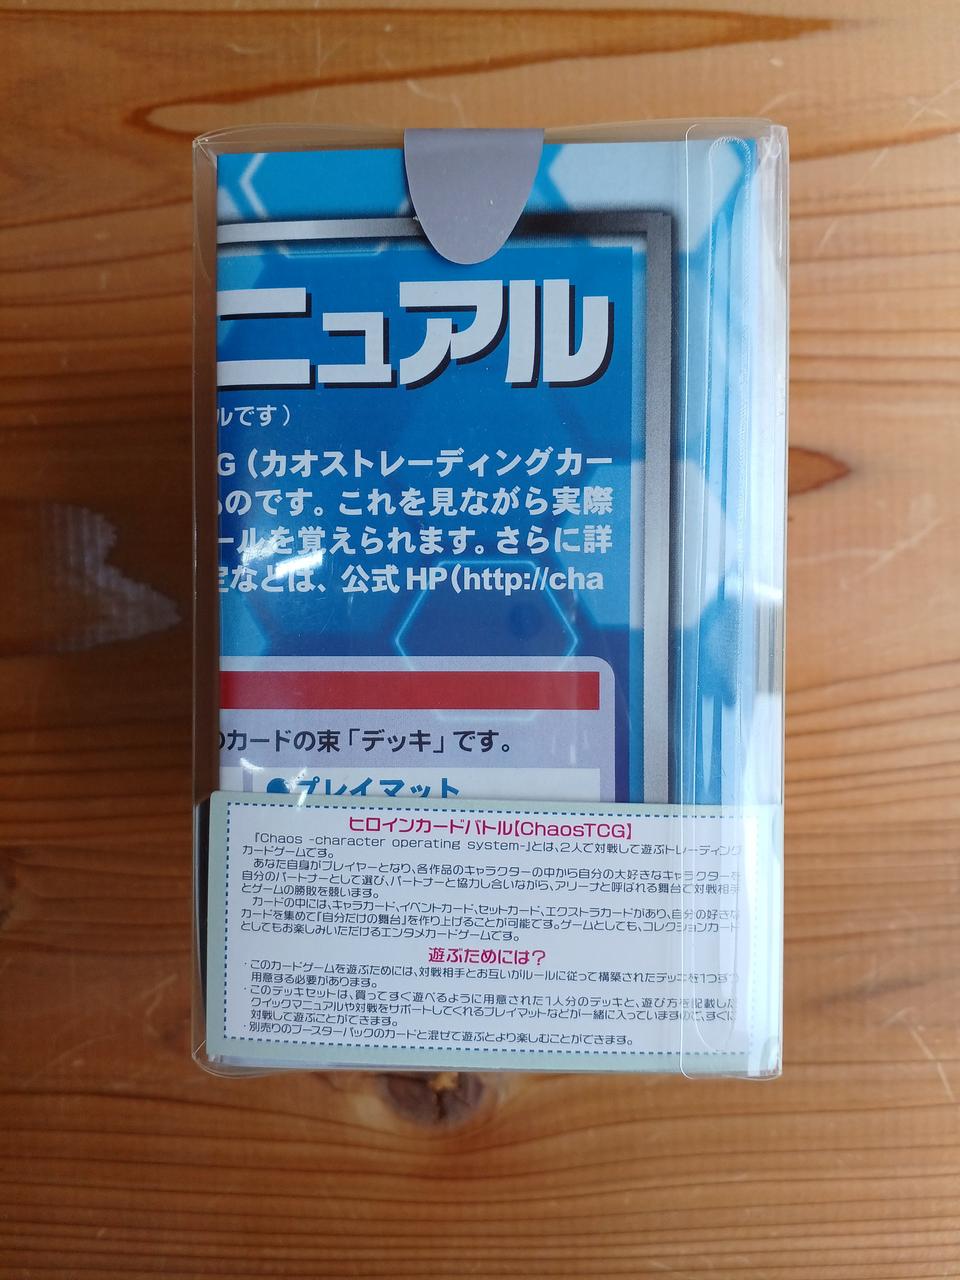 ニュアル
ルです）
G（カオストレーディングカー
のです。これを見ながら実際
ールを覚えられます。さらに詳
定などは、公式HP(http://cha
カードの束「デッキ」です。
●プレイマット
ヒロインカードバトル【ChaosTCG】
「Chaos -character operating system-」とは、2人で対戦して遊ぶトレーディング
カードゲームです。
あなた自身がプレイヤーとなり、各作品のキャラクターの中から自分の大好きなキャラクターを
自分のパートナーとして選び、パートナーと協力し合いながら、アリーナと呼ばれる舞台で対戦相手
とゲームの勝敗を競います。
カードの中には、キャラカード、イベントカード、セットカード、エクストラカードがあり、自分の好きな
カードを集めて「自分だけの舞台」を作り上げることが可能です。ゲームとしても、コレクションカード
としてもお楽しみいただけるエンタメカードゲームです。
遊ぶためには？
・このカードゲームを遊ぶためには、対戦相手とお互いがルールに従って構築されたデッキを1つずつ
用意する必要があります。
・このデッキセットは、買ってすぐ遊べるように用意された1人分のデッキと、遊び方を記載した
クイックマニュアルや対戦をサポートしてくれるプレイマットなどが一緒に入っていますので、すぐに
対戦して遊ぶことができます。
・別売りのブースターパックのカードと混ぜて遊ぶとより楽しむことができます。